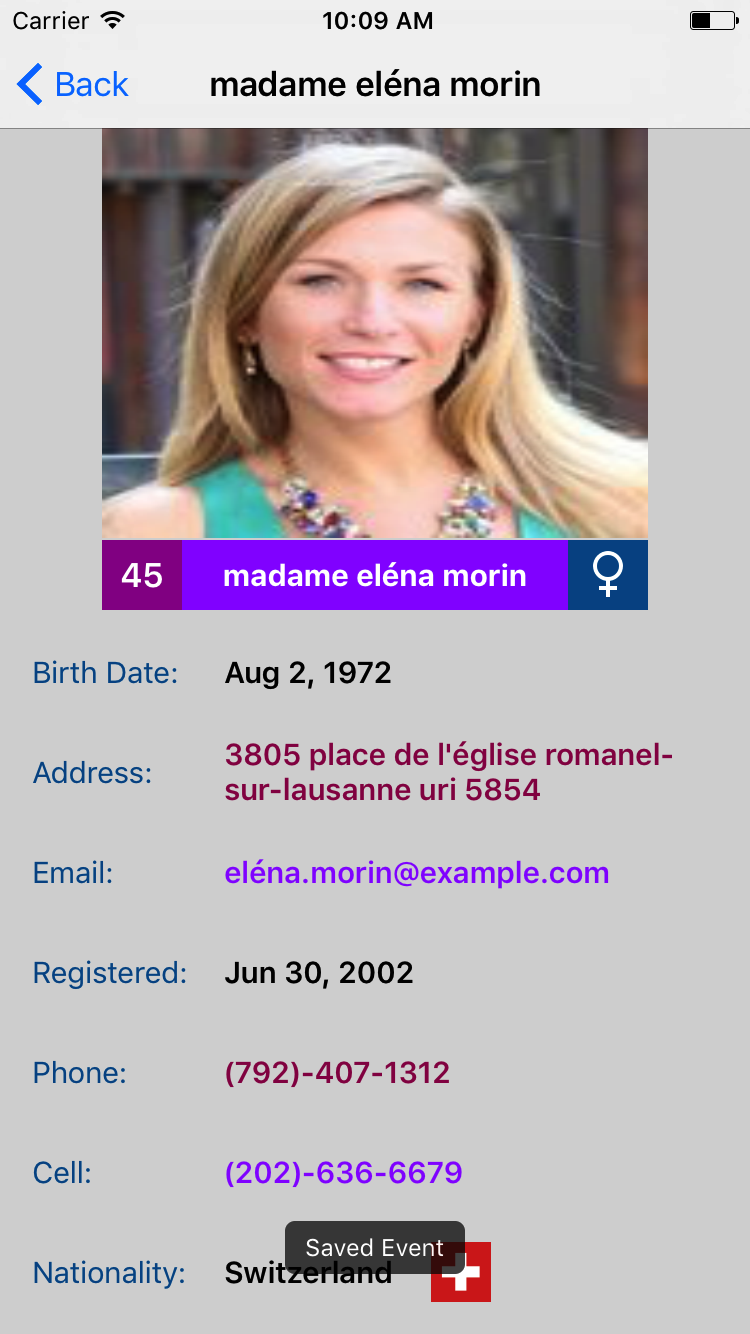 Carrier 10:09 AM
Back madame eléna morin
45 madame eléna morin
Birth Date: Aug 2, 1972
Address: 3805 place de l'église romanel-
sur-lausanne uri 5854
Email: eléna.morin@example.com
Registered: Jun 30, 2002
Phone: (792)-407-1312
Cell: (202)-636-6679
Saved Event
Nationality: Switzerland